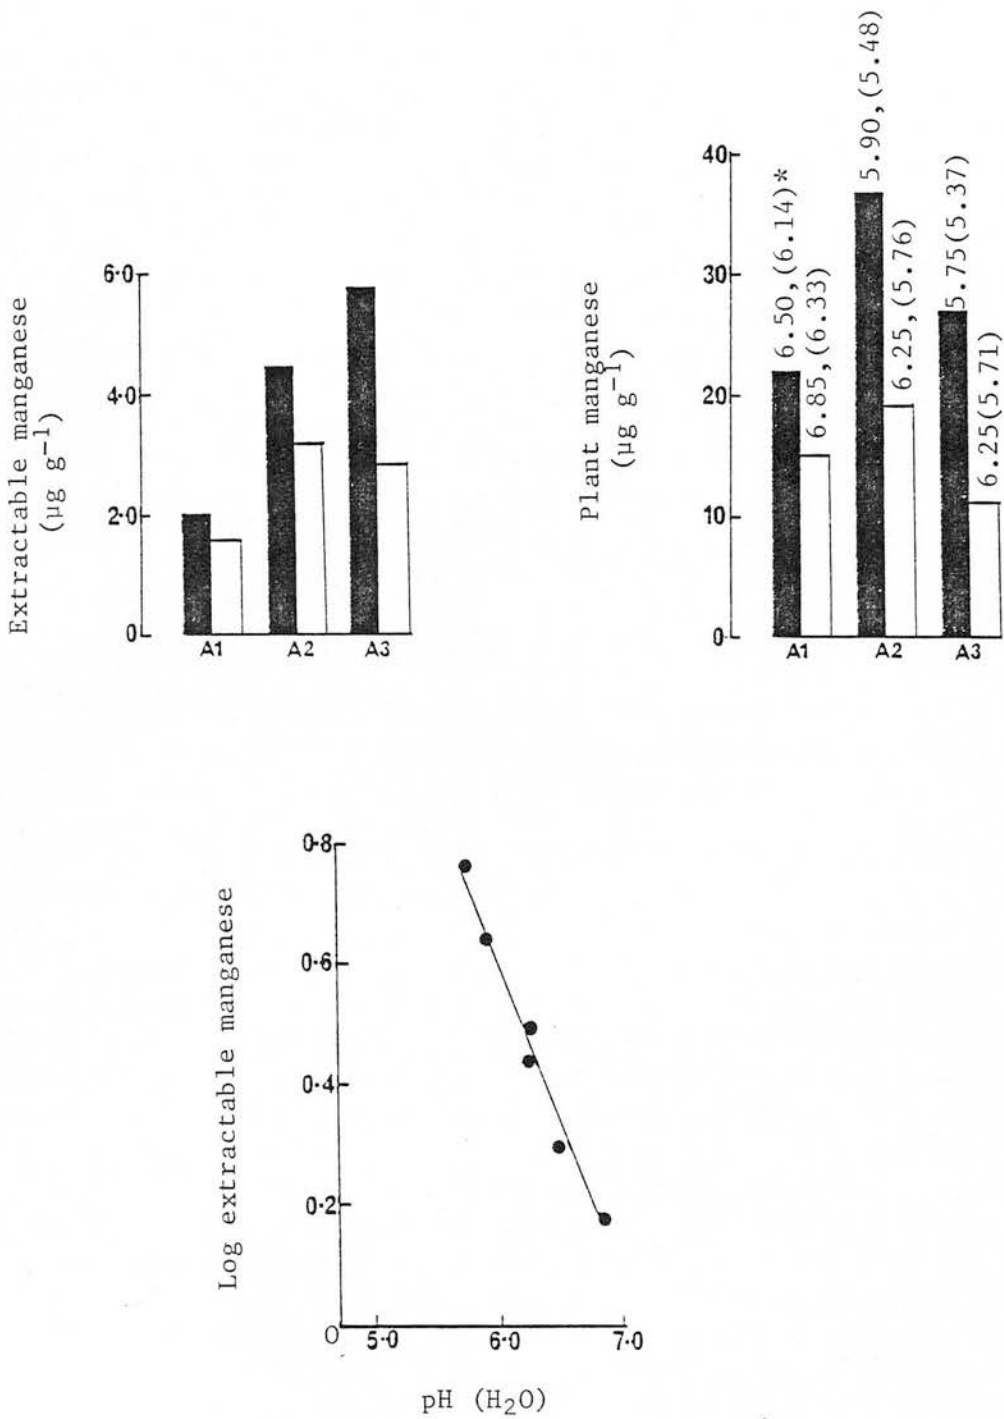 Extractable manganese
(µg g⁻¹)
6·0
4·0
2·0
0
A1 A2 A3
Plant manganese
(µg g⁻¹)
40
30
20
10
0
6.50,(6.14)*
6.85,(6.33)
5.90,(5.48)
6.25,(5.76)
5.75(5.37)
6.25(5.71)
A1 A2 A3
Log extractable manganese
0·8
0·6
0·4
0·2
0 5·0 6·0 7·0
pH (H₂O)